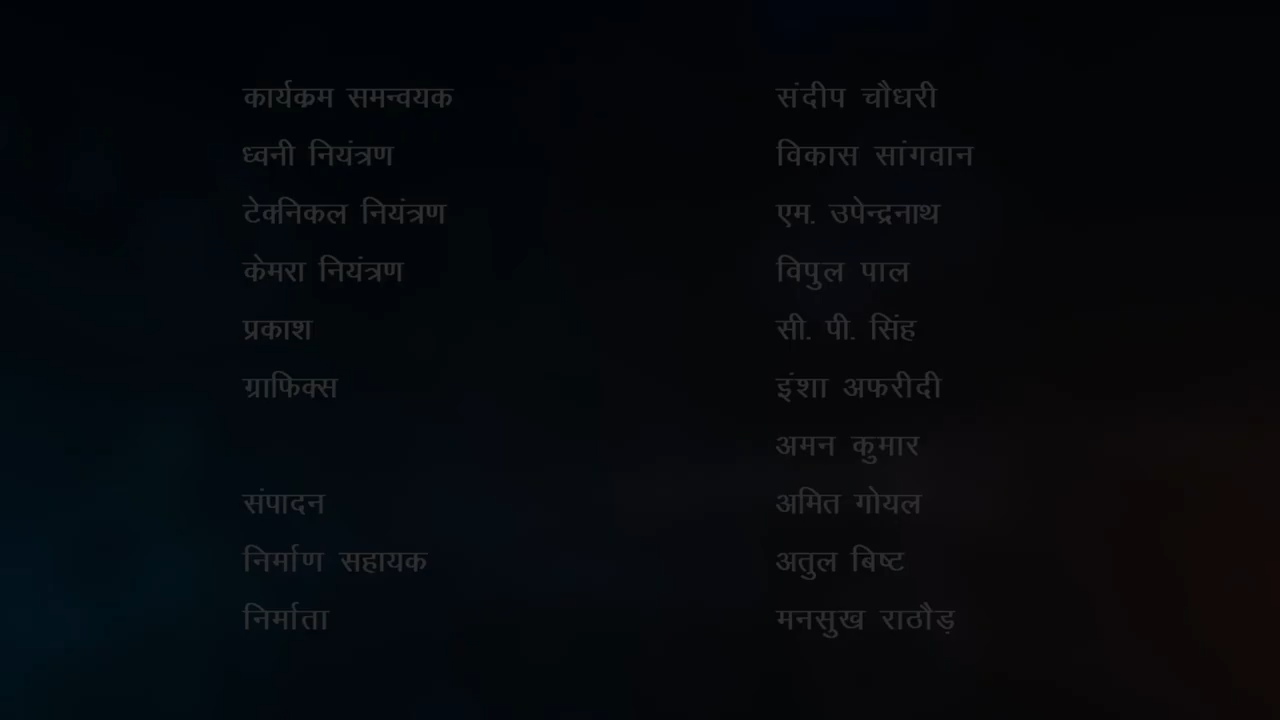 कार्यक्रम समन्वयक संदीप चौधरी
ध्वनी नियंत्रण विकास सांगवान
टेक्निकल नियंत्रण एम. उपेन्द्रनाथ
केमरा नियंत्रण विपुल पाल
प्रकाश सी. पी. सिंह
ग्राफिक्स इंशा अफरीदी
अमन कुमार
संपादन अमित गोयल
निर्माण सहायक अतुल बिष्ट
निर्माता मनसुख राठौड़